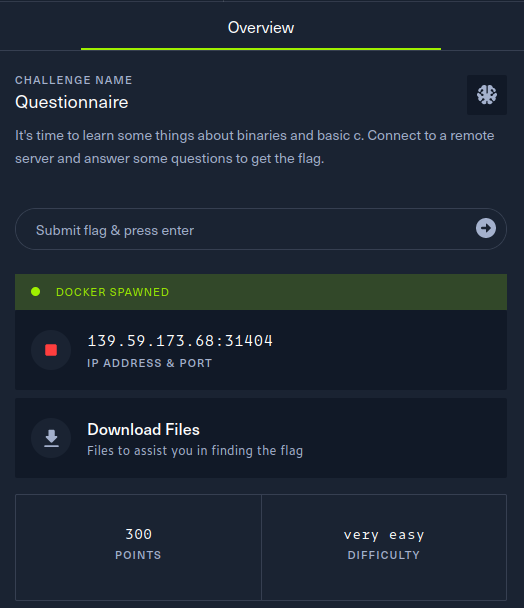 Overview
CHALLENGE NAME
Questionnaire
It's time to learn some things about binaries and basic c. Connect to a remote
server and answer some questions to get the flag.
Submit flag & press enter
DOCKER SPAWNED
139.59.173.68:31404
IP ADDRESS & PORT
Download Files
Files to assist you in finding the flag
300
POINTS
very easy
DIFFICULTY